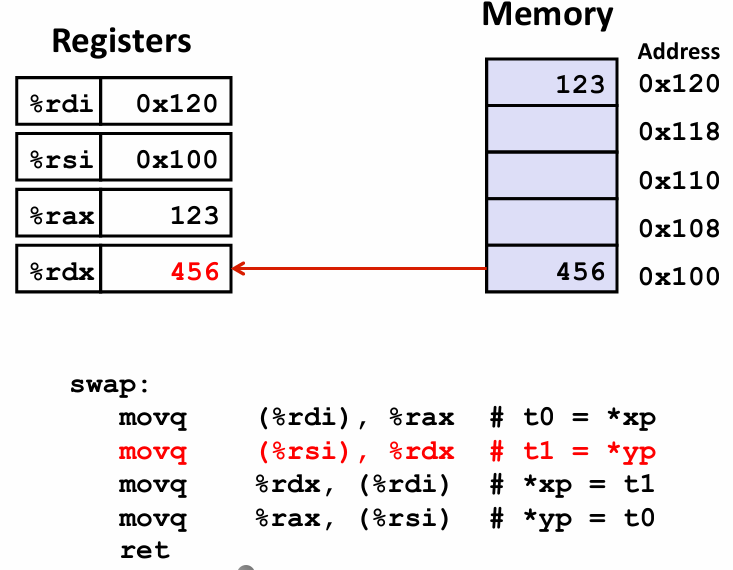 Registers
Memory
Address
%rdi 0x120
%rsi 0x100
%rax 123
%rdx 456
123 0x120
0x118
0x110
0x108
456 0x100
swap:
movq (%rdi), %rax # t0 = *xp
movq (%rsi), %rdx # t1 = *yp
movq %rdx, (%rdi) # *xp = t1
movq %rax, (%rsi) # *yp = t0
ret